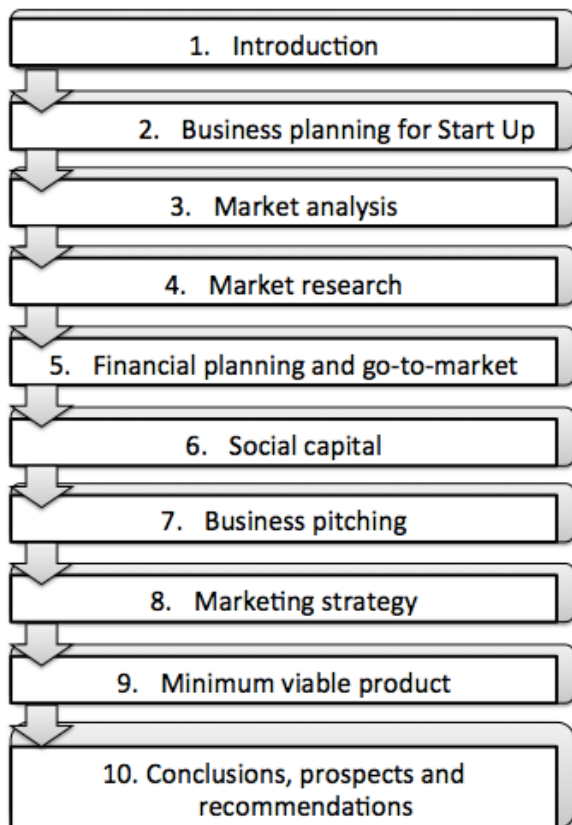 1. Introduction
2. Business planning for Start Up
3. Market analysis
4. Market research
5. Financial planning and go-to-market
6. Social capital
7. Business pitching
8. Marketing strategy
9. Minimum viable product
10. Conclusions, prospects and
recommendations